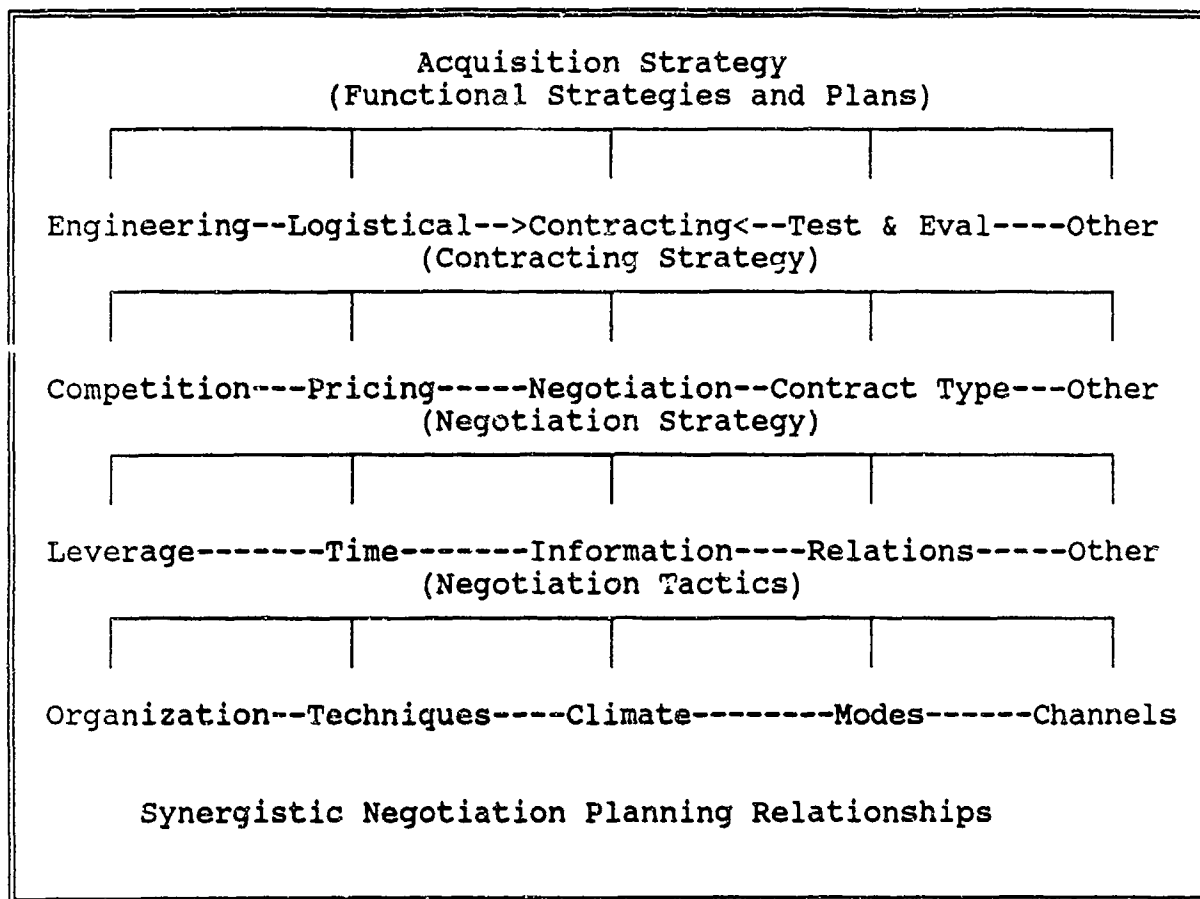 Acquisition Strategy
(Functional Strategies and Plans)
Engineering--Logistical-->Contracting<--Test & Eval----Other
(Contracting Strategy)
Competition---Pricing-----Negotiation--Contract Type---Other
(Negotiation Strategy)
Leverage-------Time-------Information----Relations-----Other
(Negotiation Tactics)
Organization--Techniques----Climate--------Modes------Channels
Synergistic Negotiation Planning Relationships